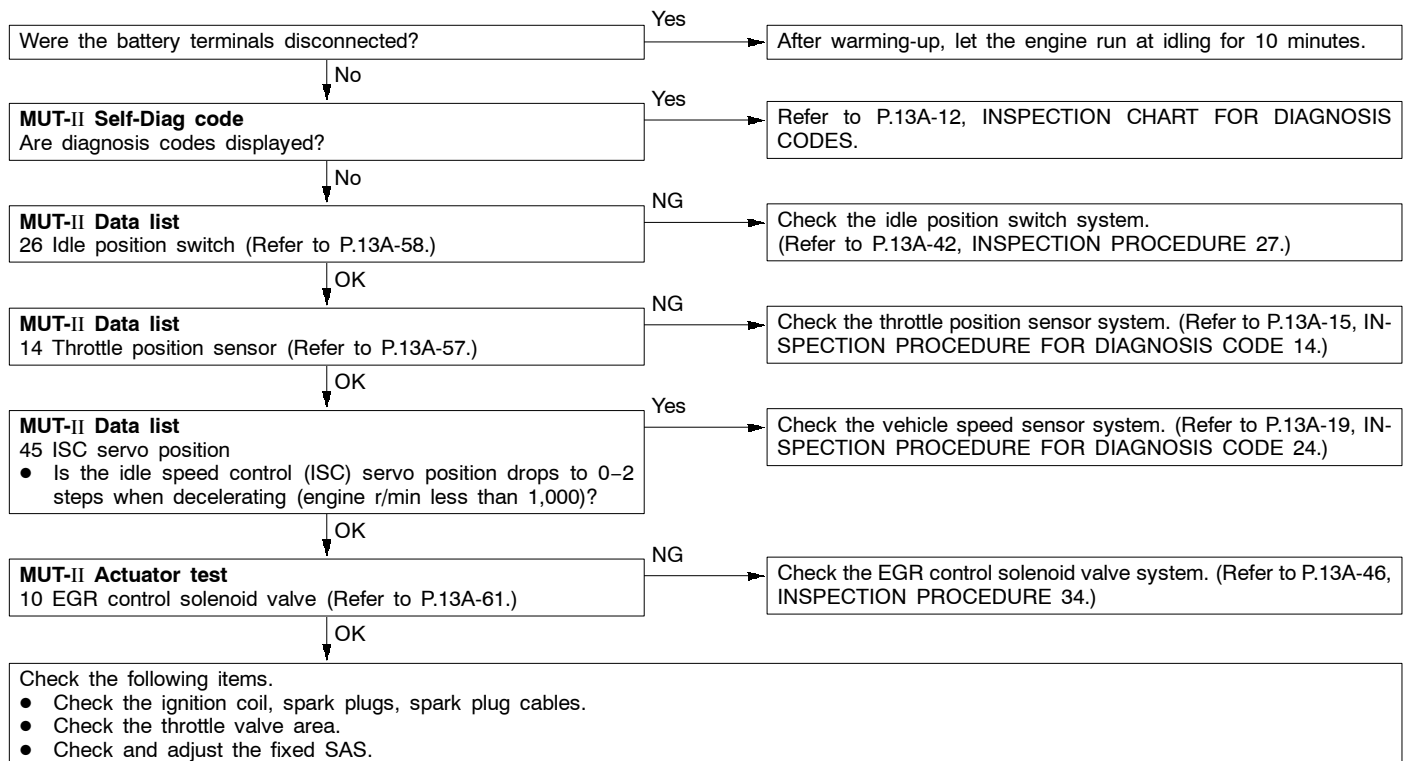 Were the battery terminals disconnected?
Yes
After warming-up, let the engine run at idling for 10 minutes.
No
MUT-II Self-Diag code
Are diagnosis codes displayed?
Yes
Refer to P.13A-12, INSPECTION CHART FOR DIAGNOSIS
CODES.
No
MUT-II Data list
26 Idle position switch (Refer to P.13A-58.)
NG
Check the idle position switch system.
(Refer to P.13A-42, INSPECTION PROCEDURE 27.)
OK
MUT-II Data list
14 Throttle position sensor (Refer to P.13A-57.)
NG
Check the throttle position sensor system. (Refer to P.13A-15, IN-
SPECTION PROCEDURE FOR DIAGNOSIS CODE 14.)
OK
MUT-II Data list
45 ISC servo position
● Is the idle speed control (ISC) servo position drops to 0–2
steps when decelerating (engine r/min less than 1,000)?
Yes
Check the vehicle speed sensor system. (Refer to P.13A-19, IN-
SPECTION PROCEDURE FOR DIAGNOSIS CODE 24.)
OK
MUT-II Actuator test
10 EGR control solenoid valve (Refer to P.13A-61.)
NG
Check the EGR control solenoid valve system. (Refer to P.13A-46,
INSPECTION PROCEDURE 34.)
OK
Check the following items.
● Check the ignition coil, spark plugs, spark plug cables.
● Check the throttle valve area.
● Check and adjust the fixed SAS.